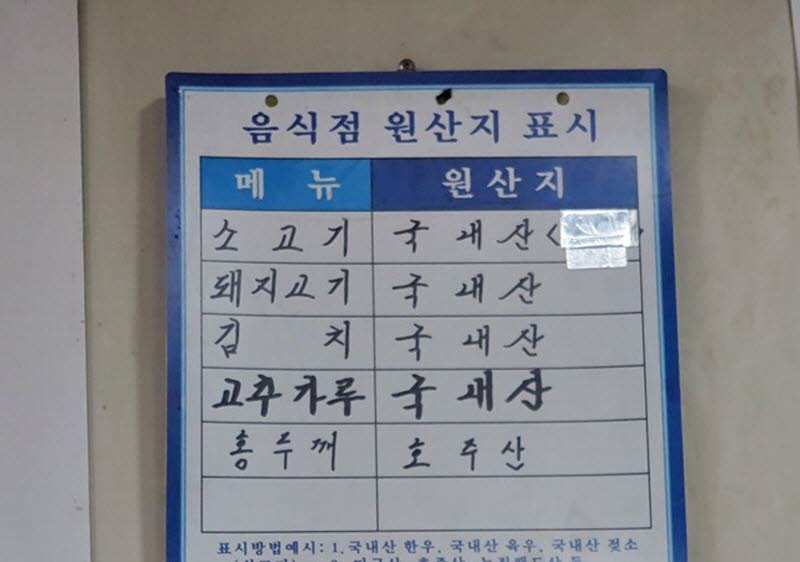 음식점 원산지 표시
메 뉴 원산지
소 고 기 국 내 산 <
돼지고기 국 내 산
김 치 국 내 산
고추가루 국 내 산
홍두깨 호 주 산
표시방법예시: 1. 국내산 한우, 국내산 육우, 국내산 젖소